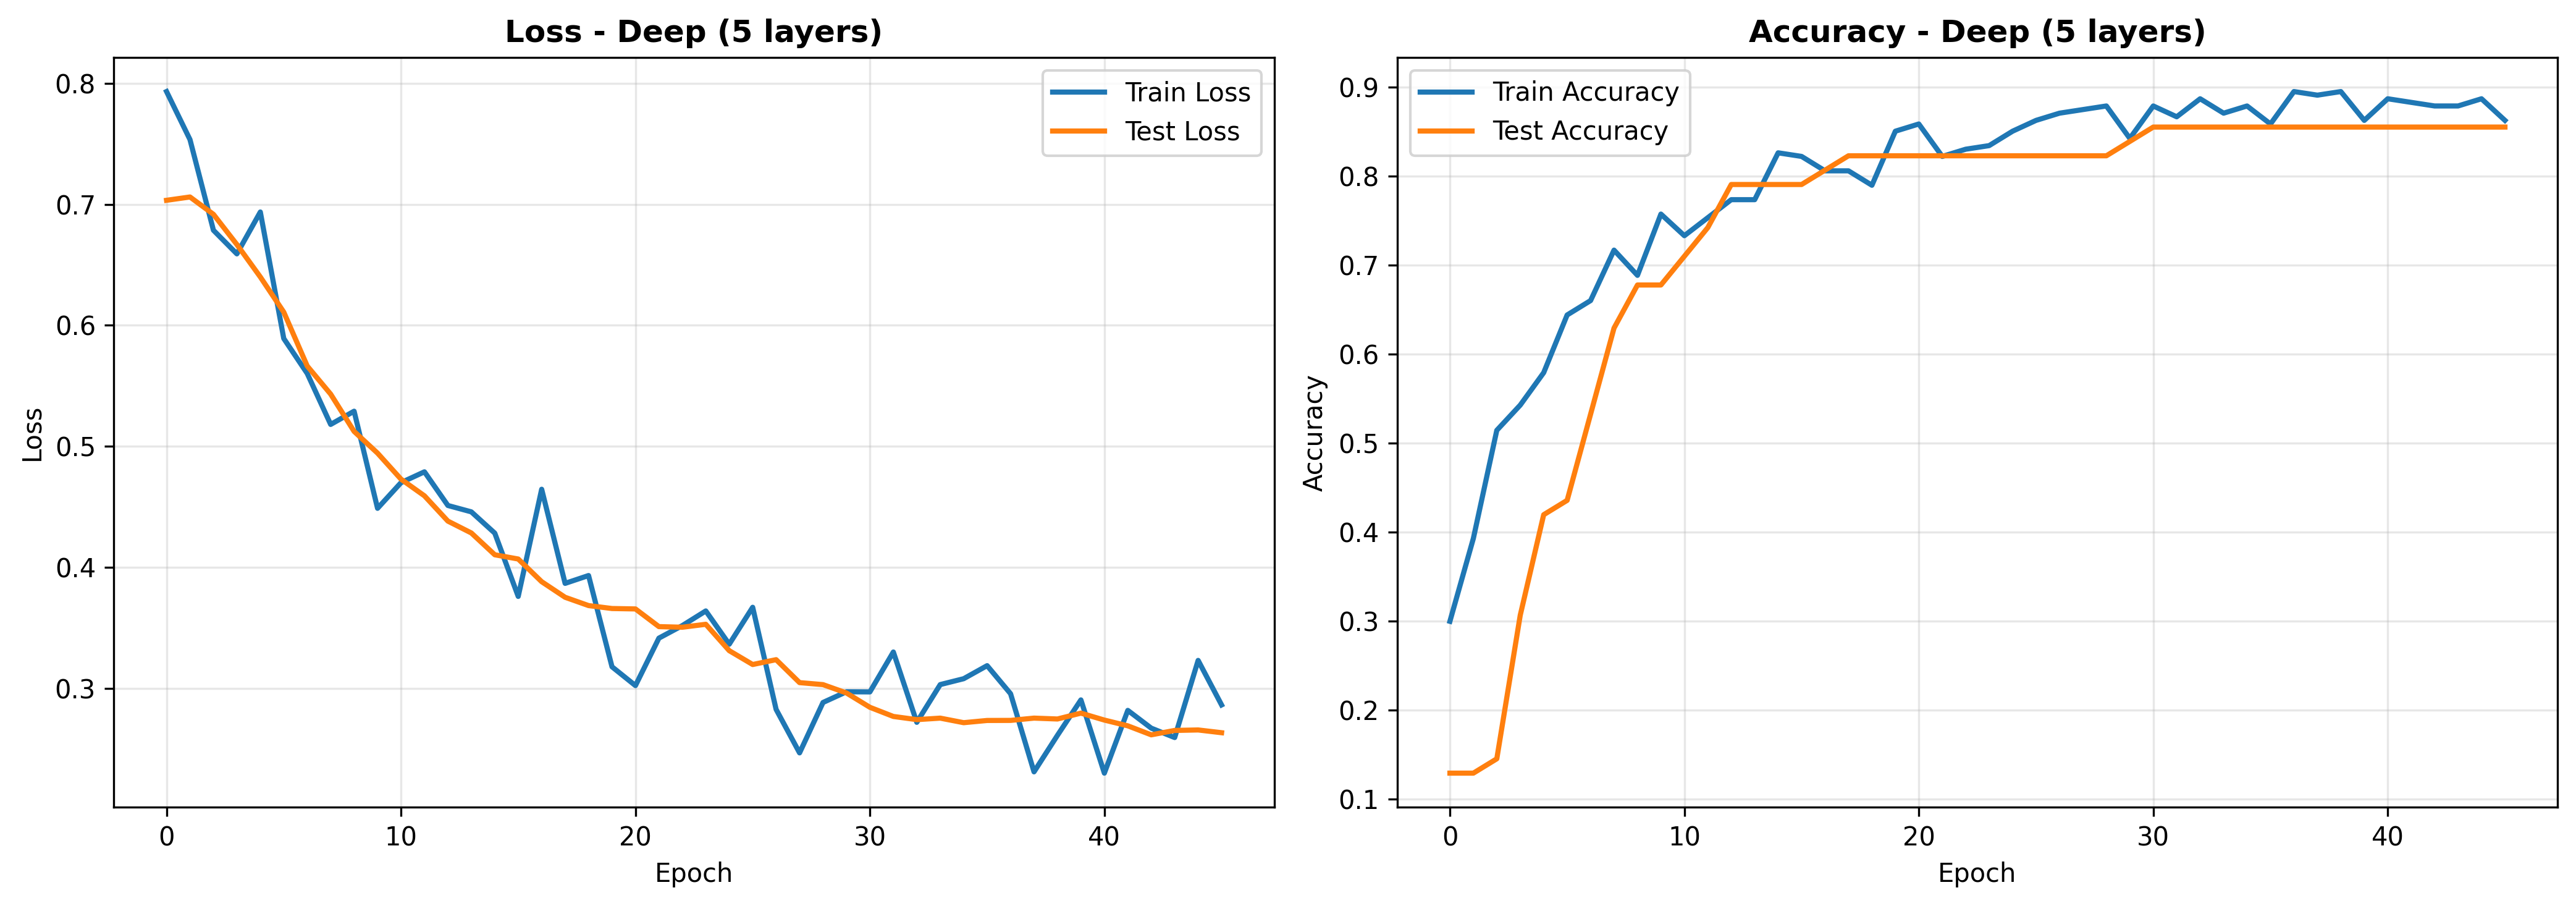 Loss - Deep (5 layers)
Train Loss
Test Loss
0.8
0.7
0.6
0.5
0.4
0.3
Loss
0 10 20 30 40
Epoch
Accuracy - Deep (5 layers)
Train Accuracy
Test Accuracy
0.9
0.8
0.7
0.6
0.5
0.4
0.3
0.2
0.1
Accuracy
0 10 20 30 40
Epoch